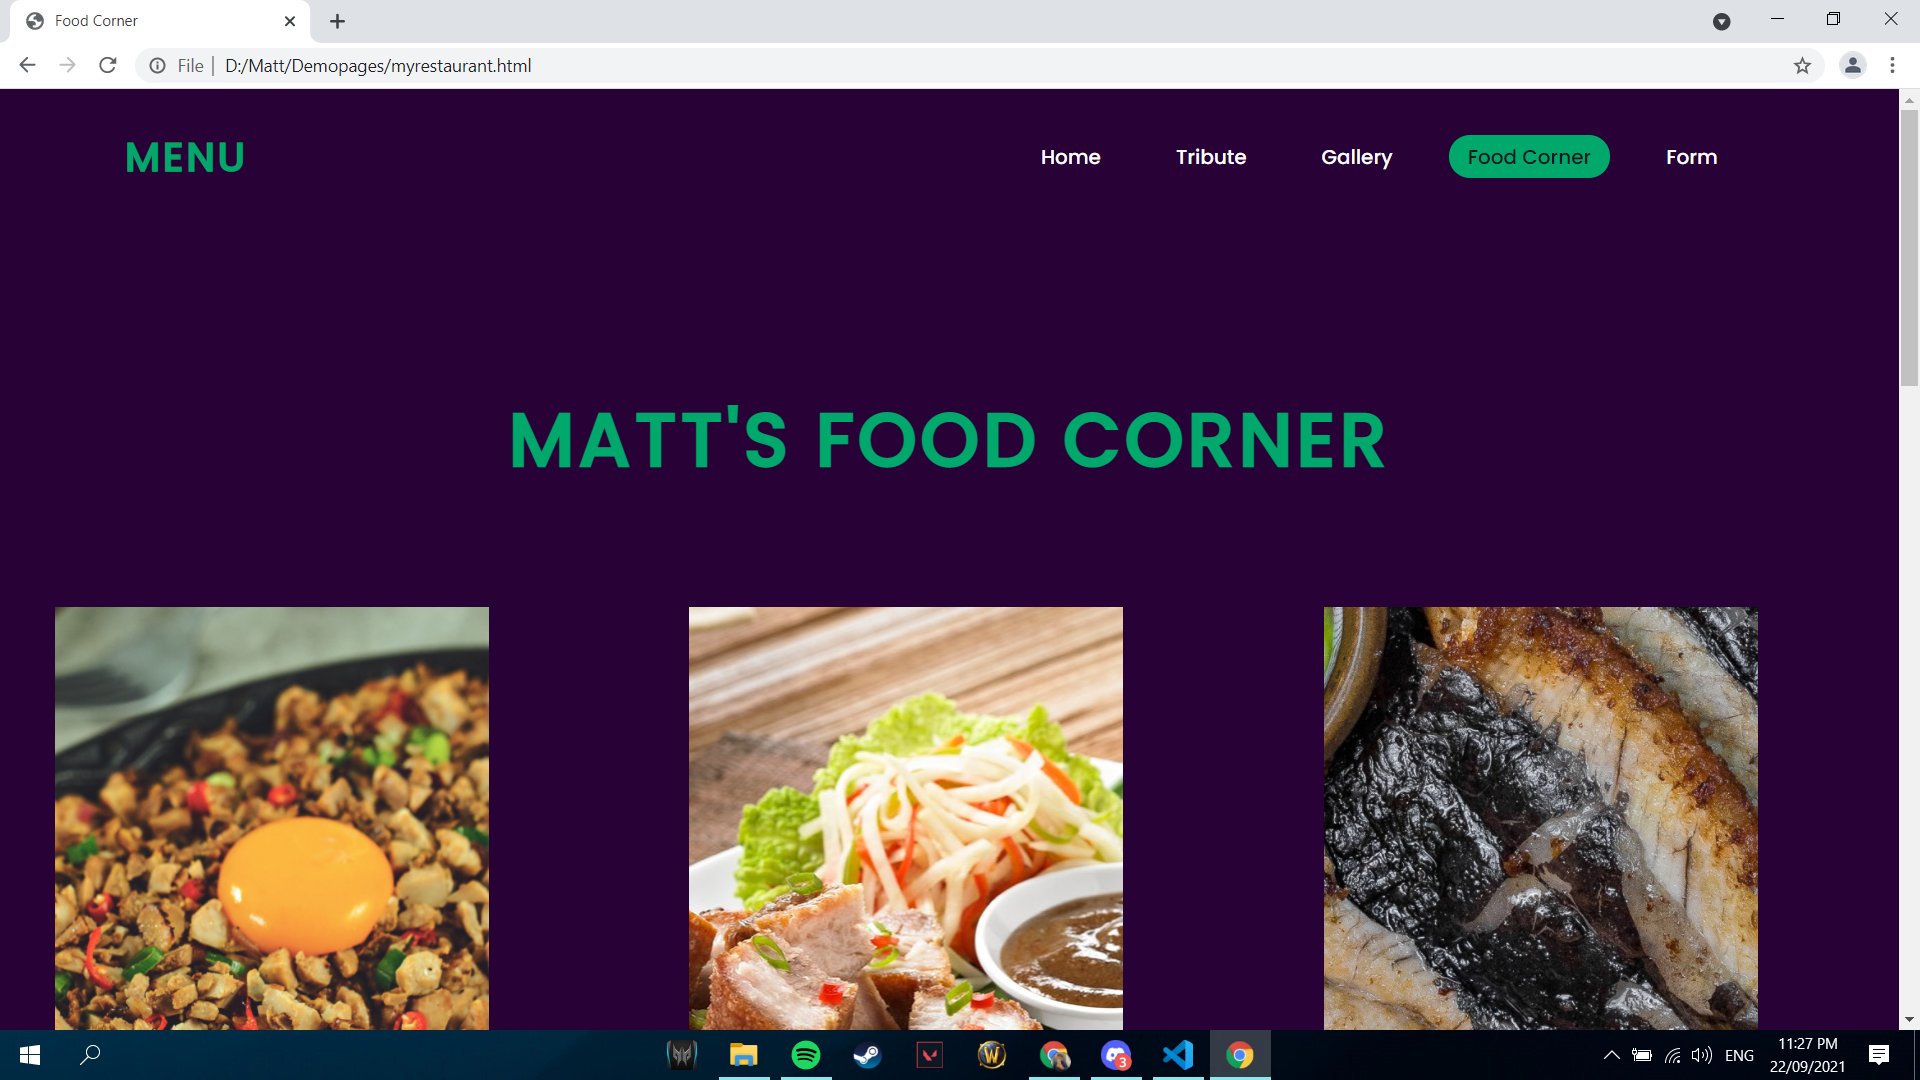 Food Corner
File
D:/Matt/Demopages/myrestaurant.html
MENU
Home
Tribute
Gallery
Food Corner
Form
MATT'S FOOD CORNER
W
3
ENG
11:27 PM
22/09/2021